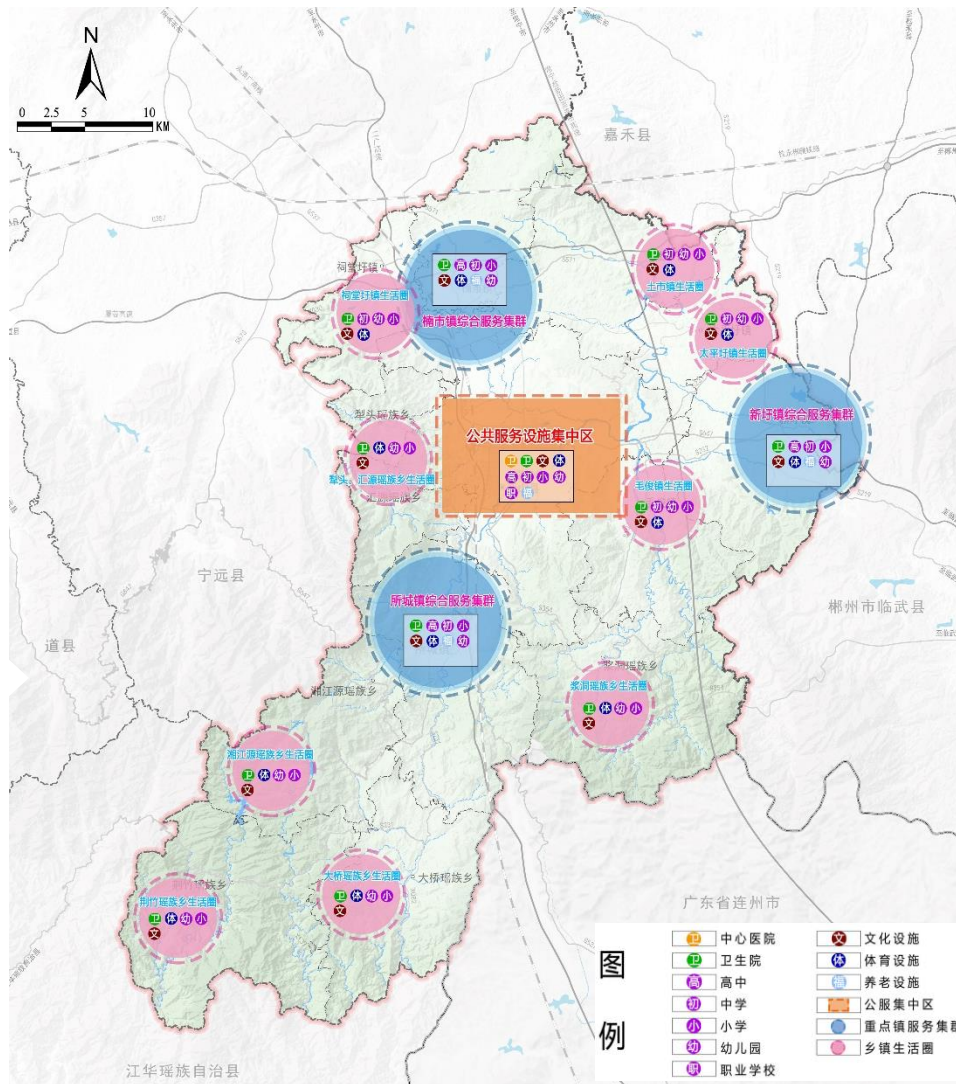 N
0 2.5 5 10
KM
嘉禾县
祠堂圩镇
卫高初小
文体福幼
楠市镇综合服务集群
祠堂圩镇生活圈
卫初幼小
文体
卫初幼小
文体
土市镇生活圈
卫初幼小
文体
太平圩镇生活圈
新圩镇综合服务集群
卫高初小
文体福幼
犁头瑶族乡
卫体幼小
文
犁头、汇源瑶族乡生活圈
公共服务设施集中区
卫卫文体
高初小幼
职福
毛俊镇生活圈
卫初幼小
文体
宁远县
道县
郴州市临武县
所城镇综合服务集群
卫高初小
文体福幼
湘江源瑶族乡
浆洞瑶族乡生活圈
卫体幼小
文
湘江源瑶族乡生活圈
卫体幼小
文
大桥瑶族乡生活圈
卫体幼小
文
大桥瑶族乡
荆竹瑶族乡
荆竹瑶族乡生活圈
卫体幼小
文
广东省连州市
江华瑶族自治县
图例
卫 中心医院
卫 卫生院
高 高中
初 中学
小 小学
幼 幼儿园
职 职业学校
文 文化设施
体 体育设施
福 养老设施
公服集中区
重点镇服务集群
乡镇生活圈